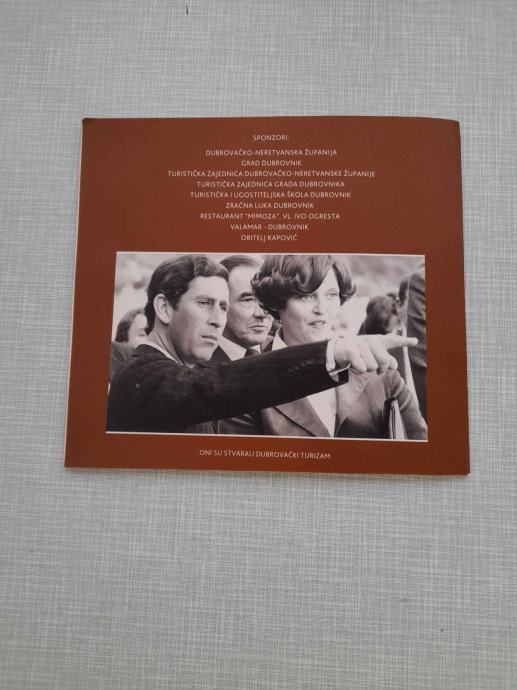 SPONZORI:
DUBROVAČKO-NERETVANSKA ŽUPANIJA
GRAD DUBROVNIK
TURISTIČKA ZAJEDNICA DUBROVAČKO-NERETVANSKE ŽUPANIJE
TURISTIČKA ZAJEDNICA GRADA DUBROVNIKA
TURISTIČKA I UGOSTITELJSKA ŠKOLA DUBROVNIK
ZRAČNA LUKA DUBROVNIK
RESTAURANT "MIMOZA", VL. IVO OGRESTA
VALAMAR - DUBROVNIK
OBITELJ KAPOVIĆ
ONI SU STVARALI DUBROVAČKI TURIZAM